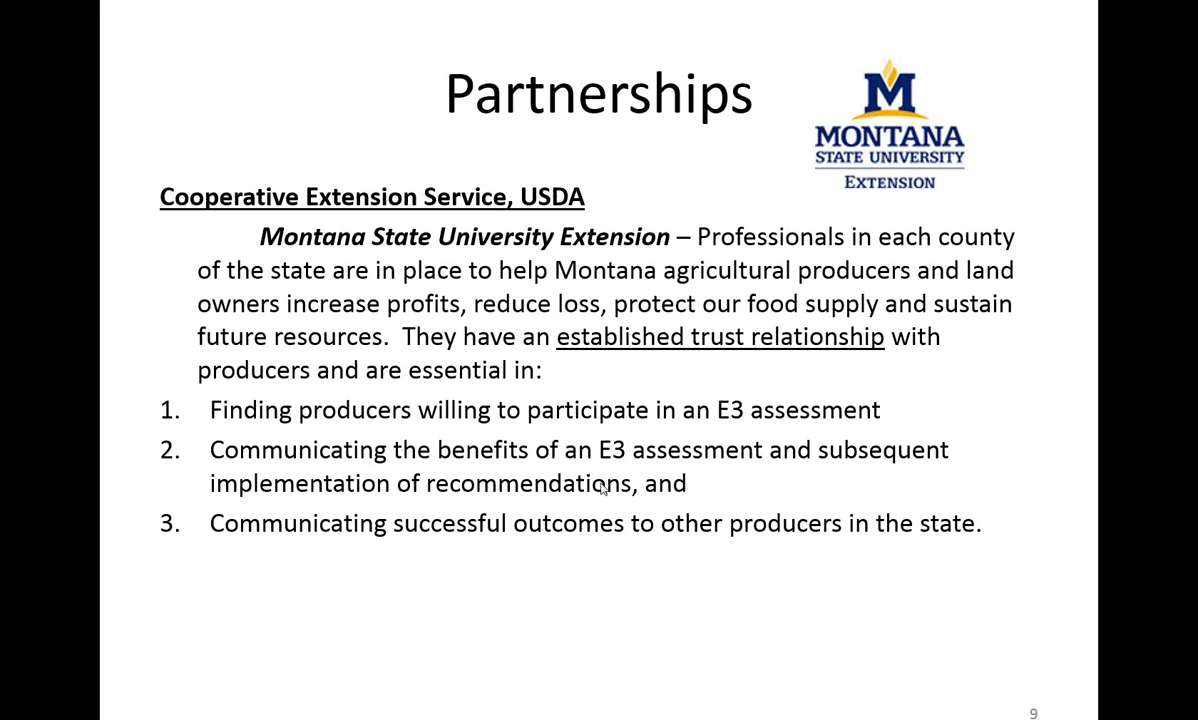 Partnerships
M
MONTANA
STATE UNIVERSITY
EXTENSION
Cooperative Extension Service, USDA
Montana State University Extension – Professionals in each county
of the state are in place to help Montana agricultural producers and land
owners increase profits, reduce loss, protect our food supply and sustain
future resources.  They have an established trust relationship with
producers and are essential in:
1. Finding producers willing to participate in an E3 assessment
2. Communicating the benefits of an E3 assessment and subsequent
implementation of recommendations, and
3. Communicating successful outcomes to other producers in the state.
9